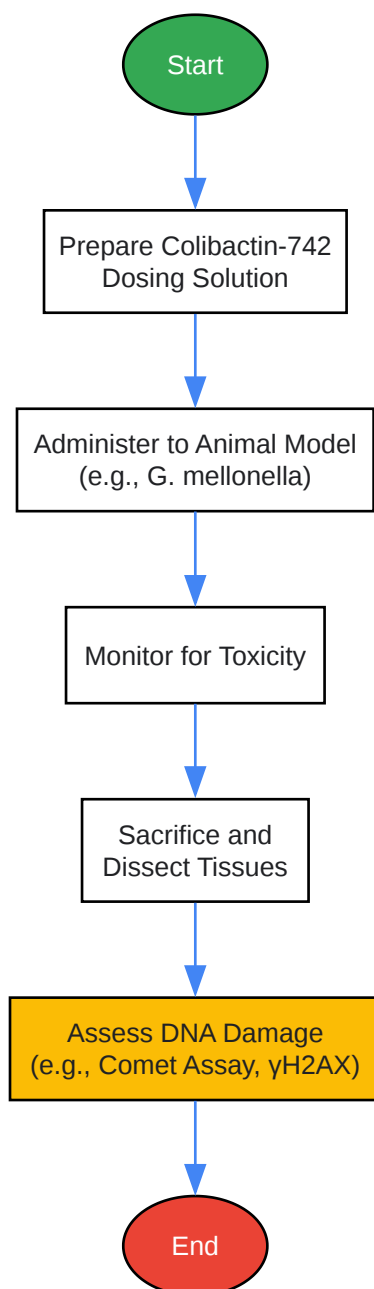 Start
Prepare Colibactin-742
Dosing Solution
Administer to Animal Model
(e.g., G. mellonella)
Monitor for Toxicity
Sacrifice and
Dissect Tissues
Assess DNA Damage
(e.g., Comet Assay, γH2AX)
End